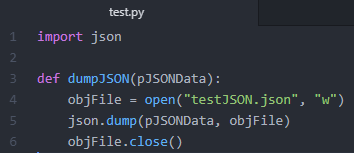 test.py
1 import json
2
3 def dumpJSON(pJSONData):
4     objFile = open("testJSON.json", "w")
5     json.dump(pJSONData, objFile)
6     objFile.close()